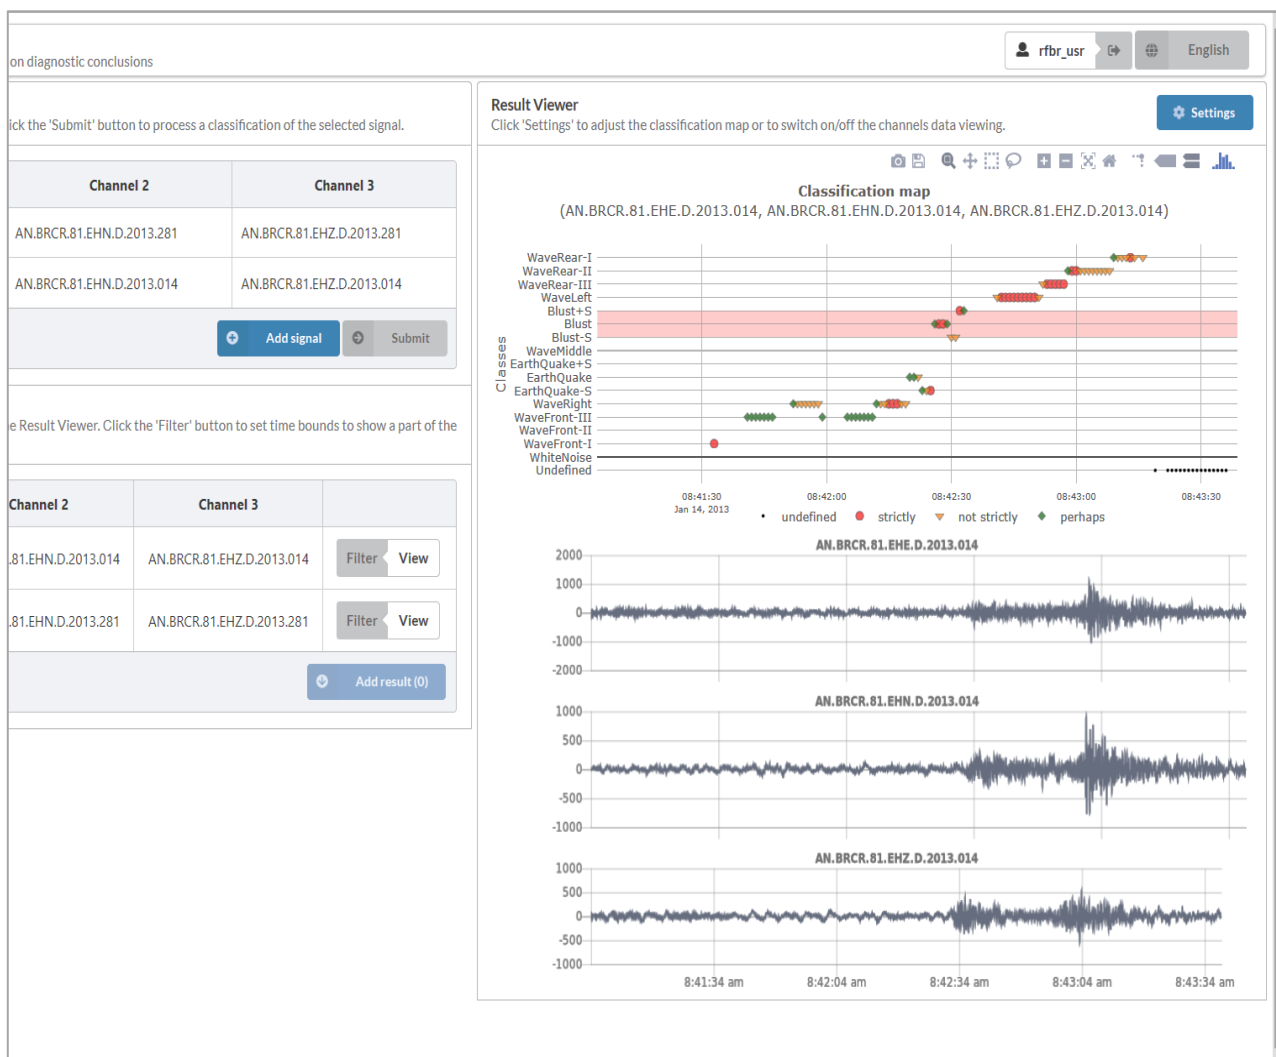 on diagnostic conclusions
rfbr_usr
English
ick the 'Submit' button to process a classification of the selected signal.
Channel 2 Channel 3
AN.BRCR.81.EHN.D.2013.281 AN.BRCR.81.EHZ.D.2013.281
AN.BRCR.81.EHN.D.2013.014 AN.BRCR.81.EHZ.D.2013.014
Add signal Submit
e Result Viewer. Click the 'Filter' button to set time bounds to show a part of the
Channel 2 Channel 3
.81.EHN.D.2013.014 AN.BRCR.81.EHZ.D.2013.014 Filter View
.81.EHN.D.2013.281 AN.BRCR.81.EHZ.D.2013.281 Filter View
Add result (0)
Result Viewer
Click 'Settings' to adjust the classification map or to switch on/off the channels data viewing.
Settings
Classification map
(AN.BRCR.81.EHE.D.2013.014, AN.BRCR.81.EHN.D.2013.014, AN.BRCR.81.EHZ.D.2013.014)
Classes
WaveRear-I
WaveRear-II
WaveRear-III
WaveLeft
Blust+S
Blust
Blust-S
WaveMiddle
EarthQuake+S
EarthQuake
EarthQuake-S
WaveRight
WaveFront-III
WaveFront-II
WaveFront-I
WhiteNoise
Undefined
08:41:30 08:42:00 08:42:30 08:43:00 08:43:30
Jan 14, 2013
undefined strictly not strictly perhaps
AN.BRCR.81.EHE.D.2013.014
2000
1000
0
-1000
-2000
AN.BRCR.81.EHN.D.2013.014
1000
500
0
-500
-1000
AN.BRCR.81.EHZ.D.2013.014
1000
500
0
-500
-1000
8:41:34 am 8:42:04 am 8:42:34 am 8:43:04 am 8:43:34 am